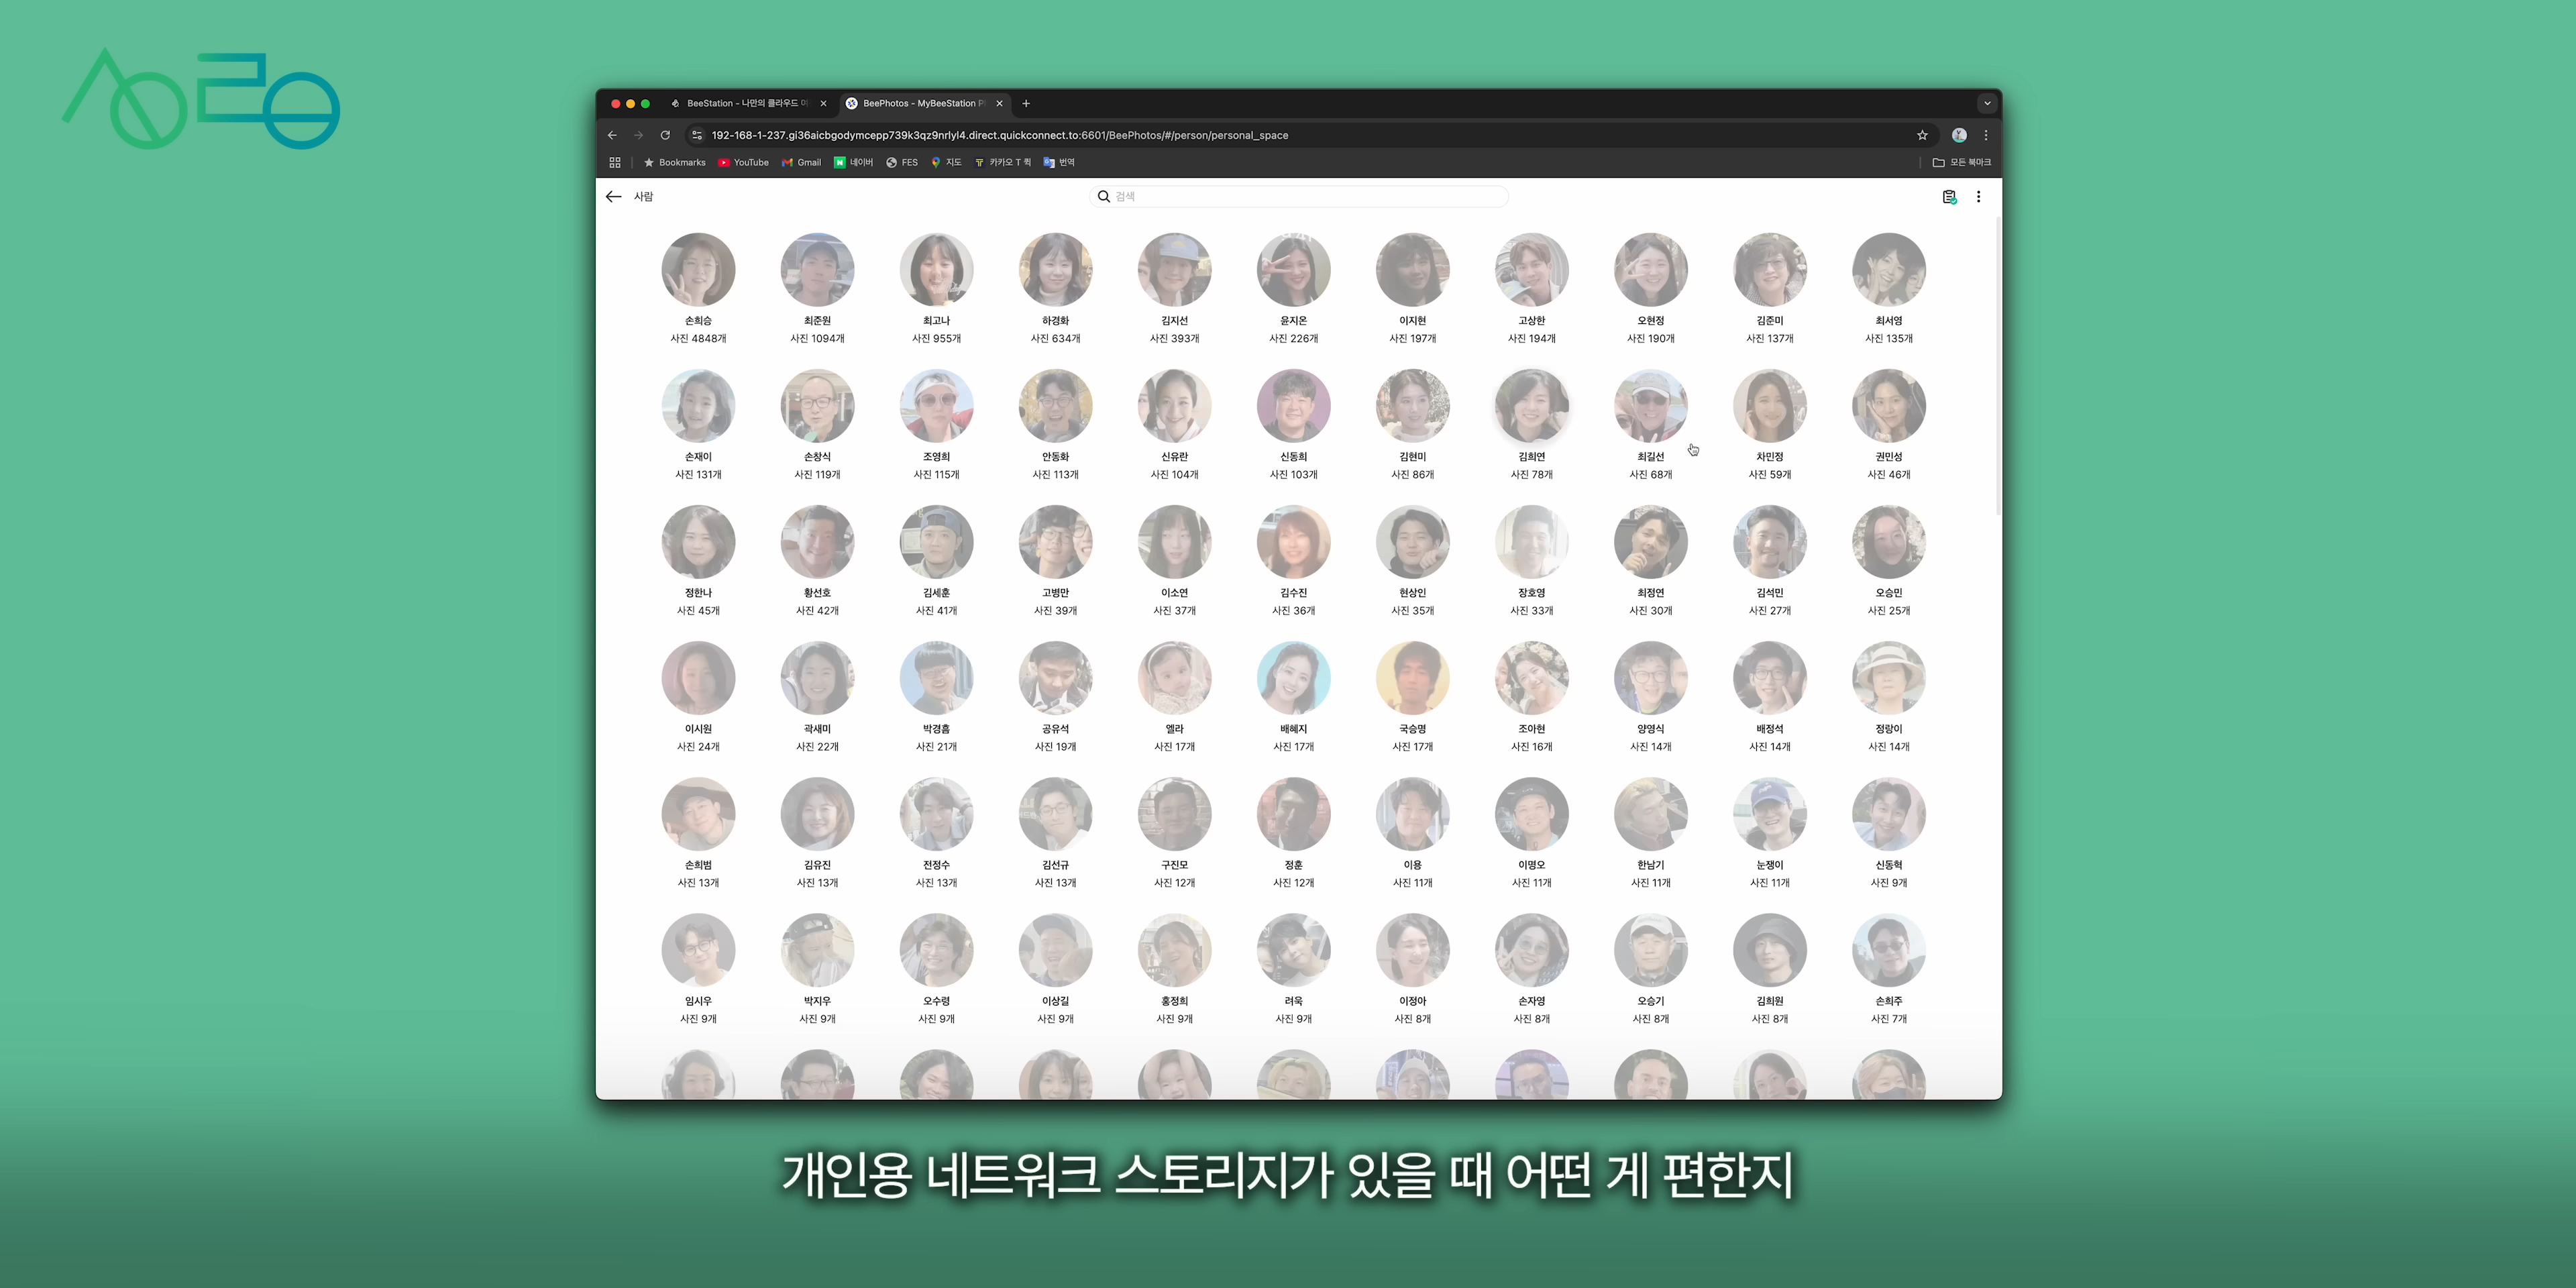 BeeStation - 나만의 클라우드 더
BeePhotos - MyBeeStation P
192-168-1-237.gi36aicbgodymcepp739k3qz9nrlyl4.direct.quickconnect.to:6601/BeePhotos/#/person/personal_space
Bookmarks YouTube Gmail 네이버 FES 지도 카카오 T 퀵 번역 모든 북마크
사람 검색
손희승 최준원 최고나 하경화 김지선 윤지온 이지현 고상한 오현정 김준미 최서영
사진 4848개 사진 1094개 사진 955개 사진 634개 사진 393개 사진 226개 사진 197개 사진 194개 사진 190개 사진 137개 사진 135개
손재이 손창식 조영희 안동화 신유란 신동희 김현미 김희연 최길선 차민정 권민성
사진 131개 사진 119개 사진 115개 사진 113개 사진 104개 사진 103개 사진 86개 사진 78개 사진 68개 사진 59개 사진 46개
정한나 황선호 김세훈 고병만 이소연 김수진 현상인 장호영 최정연 김석민 오승민
사진 45개 사진 42개 사진 41개 사진 39개 사진 37개 사진 36개 사진 35개 사진 33개 사진 30개 사진 27개 사진 25개
이시원 곽새미 박경흠 공유석 엘라 배혜지 국승명 조아현 양영식 배정석 정랑이
사진 24개 사진 22개 사진 21개 사진 19개 사진 17개 사진 17개 사진 17개 사진 16개 사진 14개 사진 14개 사진 14개
손희범 김유진 전정수 김선규 구진모 정훈 이용 이명오 한남기 눈쟁이 신동혁
사진 13개 사진 13개 사진 13개 사진 13개 사진 12개 사진 12개 사진 11개 사진 11개 사진 11개 사진 11개 사진 9개
임시우 박지우 오수령 이상길 홍정희 려욱 이정아 손자영 오승기 김희원 손희주
사진 9개 사진 9개 사진 9개 사진 9개 사진 9개 사진 9개 사진 8개 사진 8개 사진 8개 사진 8개 사진 7개
개인용 네트워크 스토리지가 있을 때 어떤 게 편한지